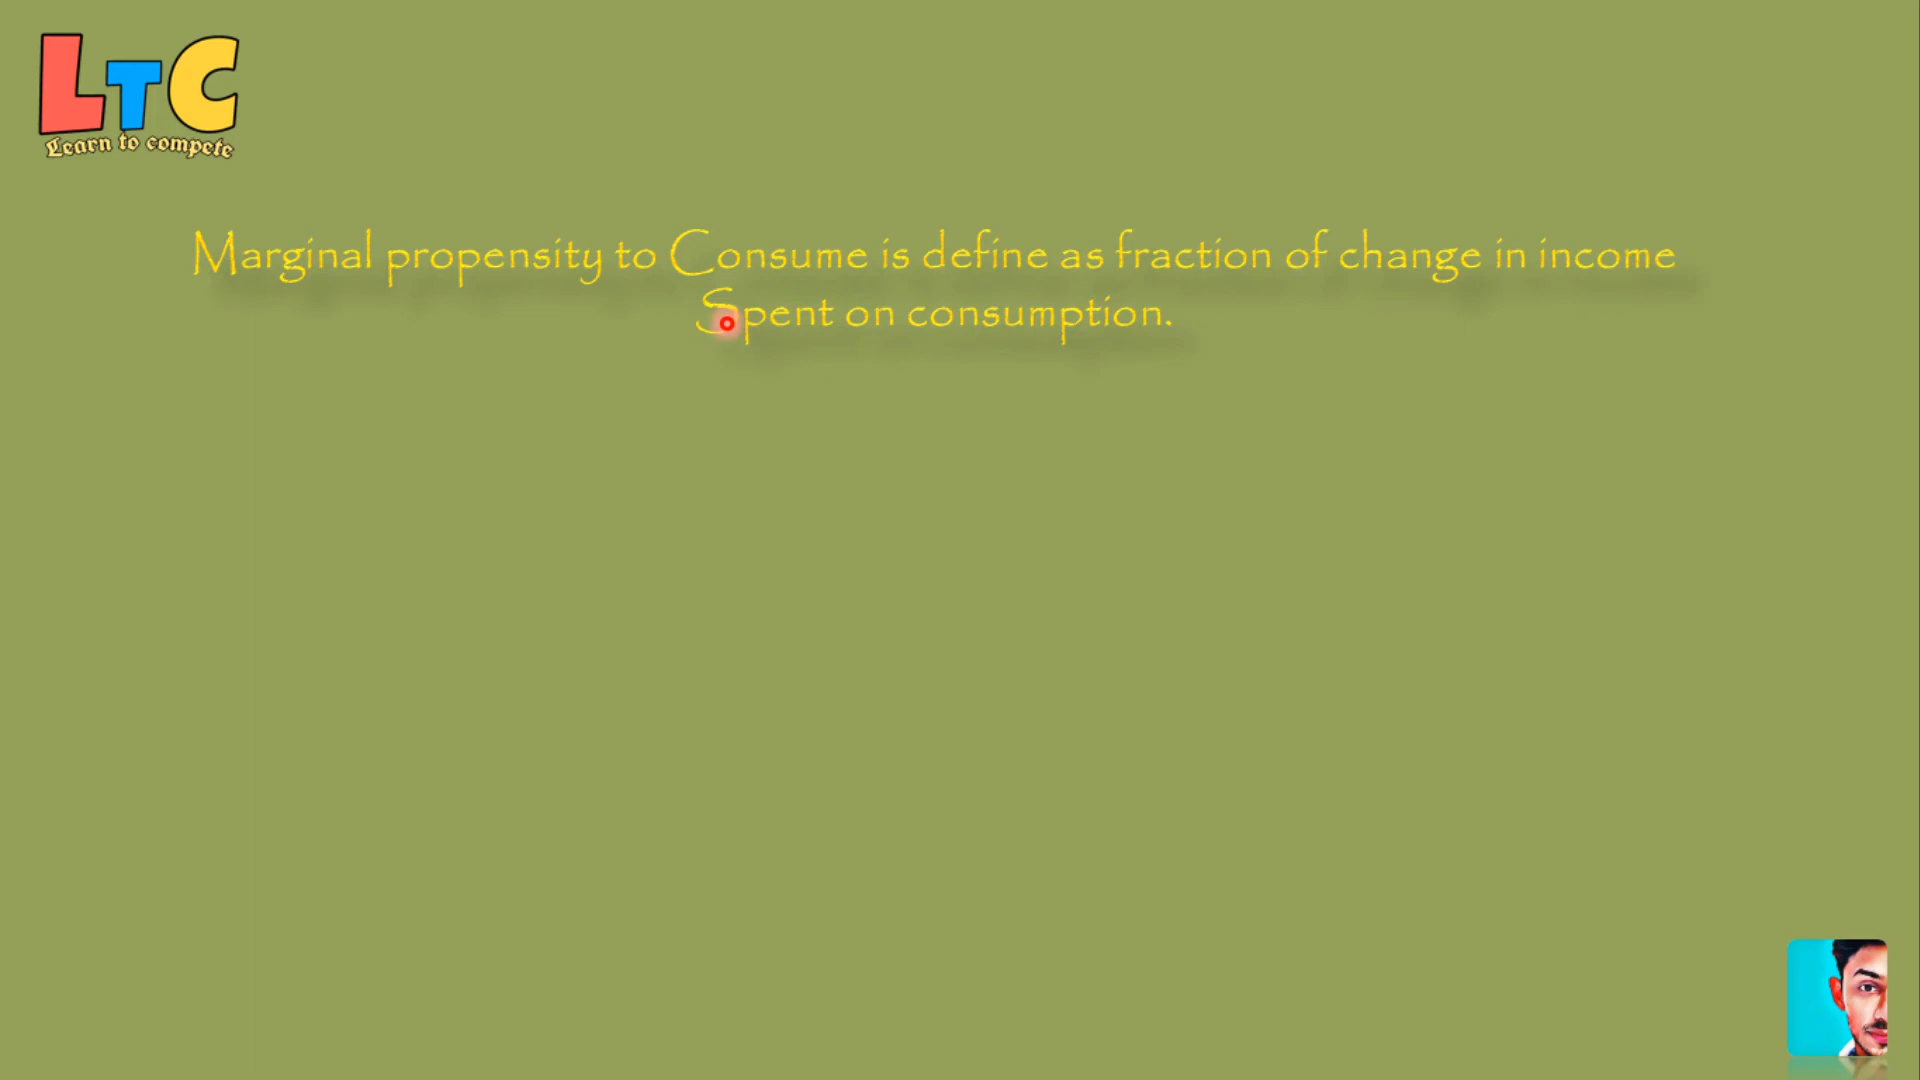 LTC
Learn to compete
Marginal propensity to Consume is define as fraction of change in income
Spent on consumption.